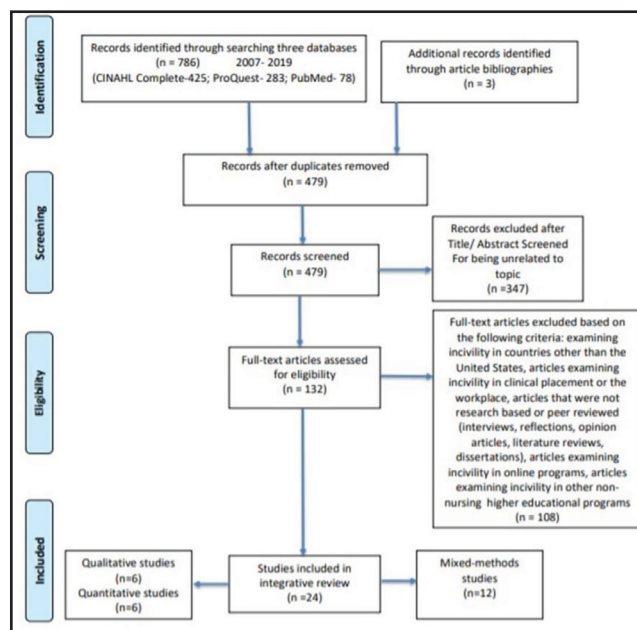 Identification
Records identified through searching three databases
(n = 786) 2007- 2019
(CINAHL Complete-425; ProQuest- 283; PubMed- 78)
Additional records identified
through article bibliographies
(n = 3)
Records after duplicates removed
(n = 479)
Screening
Records screened
(n = 479)
Records excluded after
Title/ Abstract Screened
For being unrelated to
topic
(n =347)
Eligibility
Full-text articles assessed
for eligibility
(n = 132)
Full-text articles excluded based on
the following criteria: examining
incivility in countries other than the
United States, articles examining
incivility in clinical placement or the
workplace, articles that were not
research based or peer reviewed
(interviews, reflections, opinion
articles, literature reviews,
dissertations), articles examining
incivility in online programs, articles
examining incivility in other non-
nursing higher educational programs
(n = 108)
Included
Qualitative studies
(n=6)
Quantitative studies
(n=6)
Studies included in
integrative review
(n =24)
Mixed-methods
studies
(n=12)